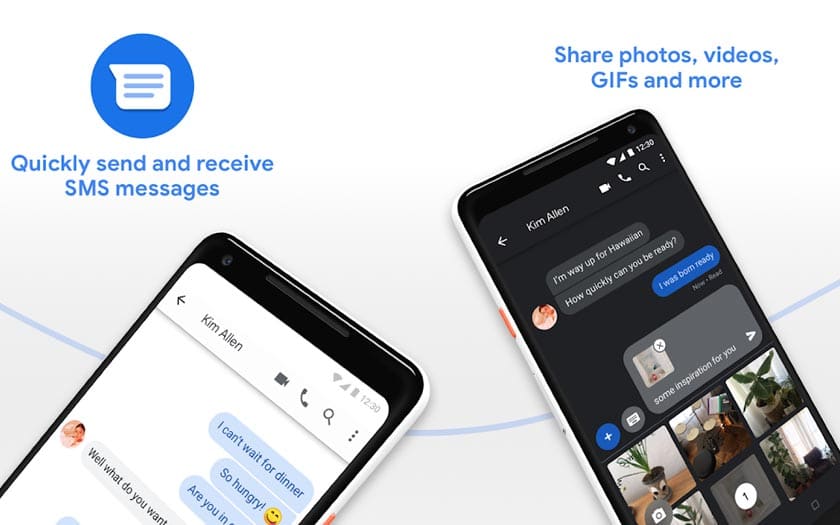 Quickly send and receive
SMS messages
Share photos, videos,
GIFs and more
12:30
Kim Allen
I can't wait for dinner
So hungry!
Are you in
Well what do you want
12:30
Kim Allen
I'm way up for Hawaiian
How quickly can you be ready?
I was born ready
Now • Read
some inspiration for you
1